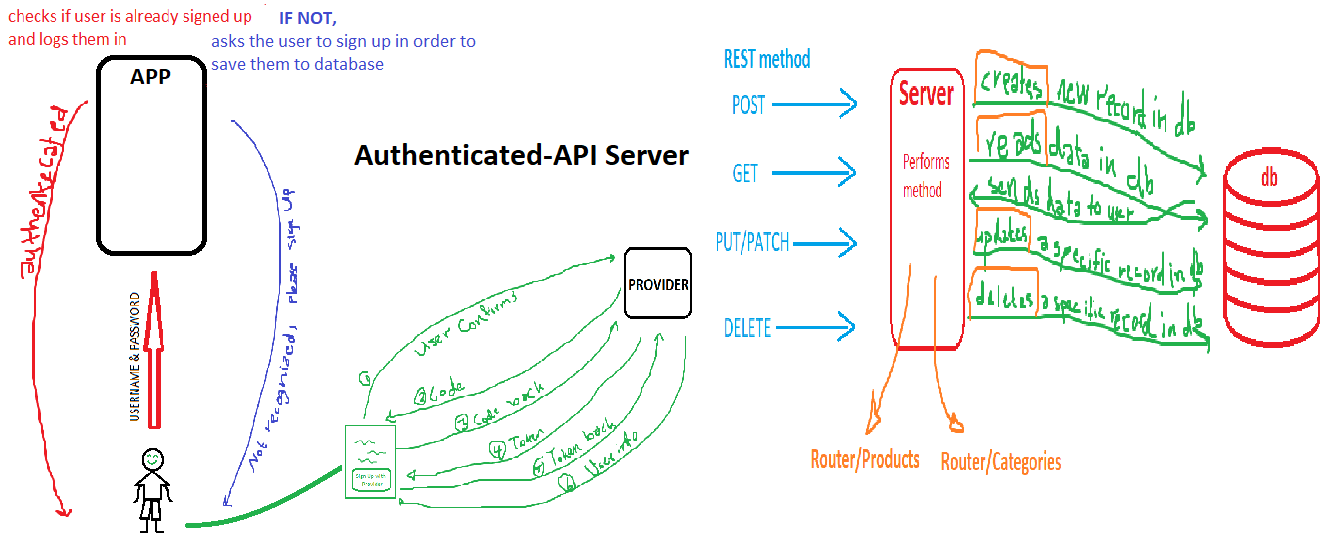 checks if user is already signed up
and logs them in
IF NOT,
asks the user to sign up in order to
save them to database
APP
authentecated
USERNAME & PASSWORD
Not recognized, Please sign up
Authenticated-API Server
PROVIDER
① User Confirms
② Code
③ Code back
④ Token
⑤ Token back
⑥ User info
Sign up with
Provider
REST method
POST
GET
PUT/PATCH
DELETE
Server
Performs
method
creates new record in db
reads data in db
sends data to user
updates a specific record in db
deletes a specific record in db
db
Router/Products
Router/Categories